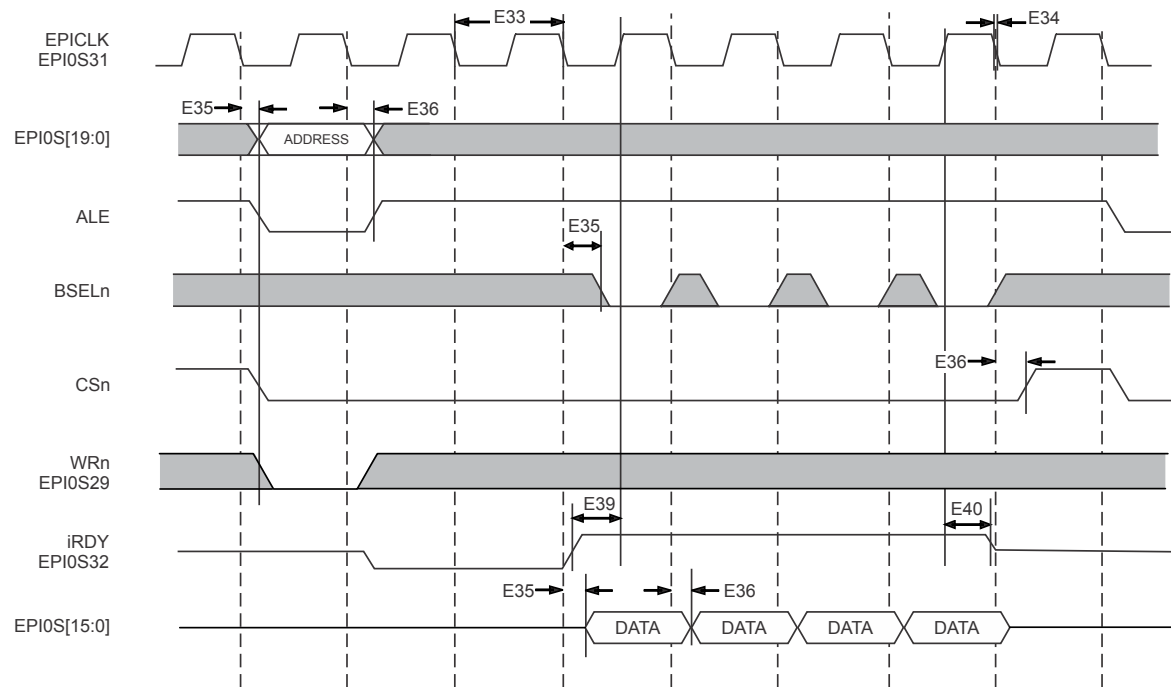 E33
E34
EPICLK
EPI0S31
E35
E36
EPI0S[19:0]
ADDRESS
ALE
E35
BSELn
E36
CSn
WRn
EPI0S29
E39
E40
iRDY
EPI0S32
E35
E36
EPI0S[15:0]
DATA DATA DATA DATA